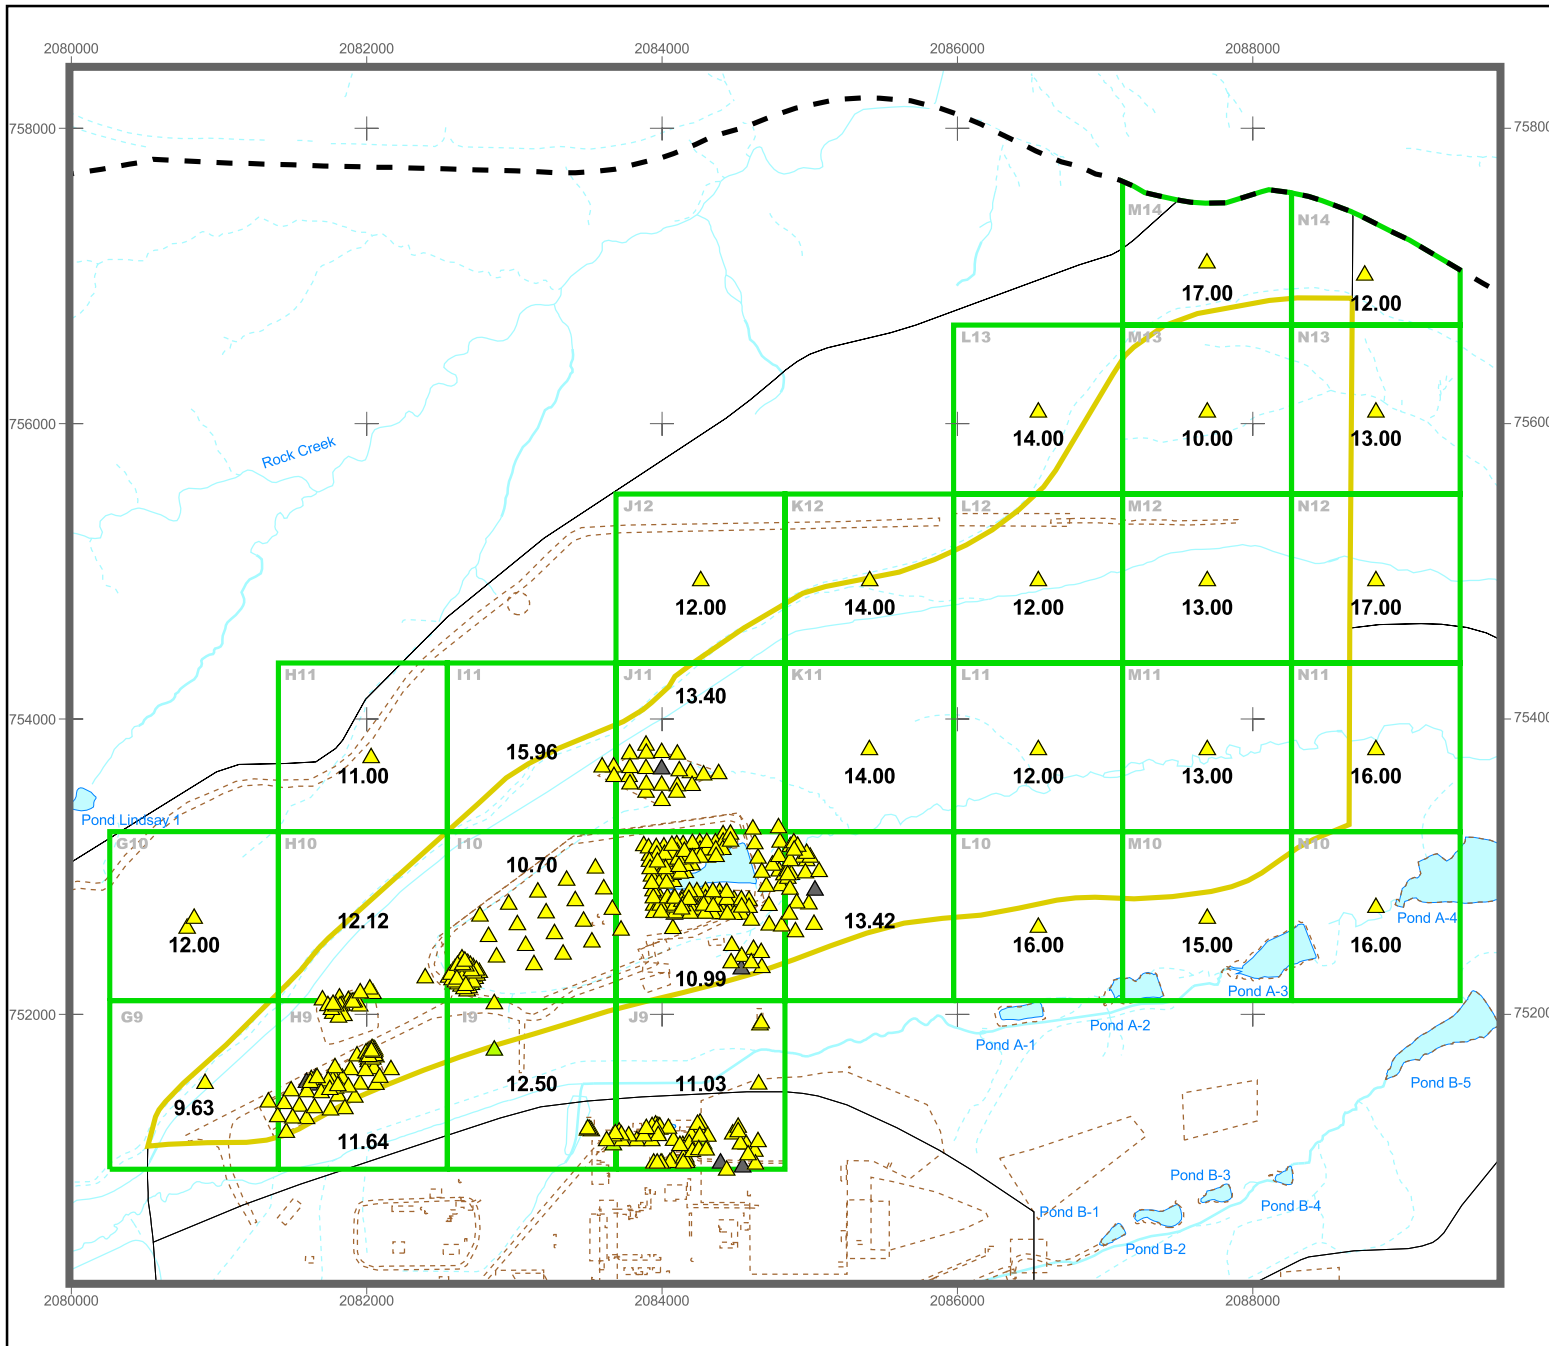 2080000 2082000 2084000 2086000 2088000
758000 75800
M14
N14
17.00
12.00
L13 M13 N13
756000 75600
14.00 10.00 13.00
Rock Creek
J12 K12 L12 M12 N12
12.00 14.00 12.00 13.00 17.00
H11 I11 J11 K11 L11 M11 N11
13.40
754000 75400
15.96
11.00 14.00 12.00 13.00 16.00
Pond Lindsay 1
G10 H10 I10 L10 M10 N10
10.70
12.00 12.12 13.42 16.00 15.00 16.00
Pond A-4
10.99
Pond A-3
752000 75200
G9 H9 I9 J9
Pond A-2
Pond A-1
12.50 11.03
Pond B-5
9.63
11.64
Pond B-3
Pond B-4
Pond B-1
Pond B-2
2080000 2082000 2084000 2086000 2088000